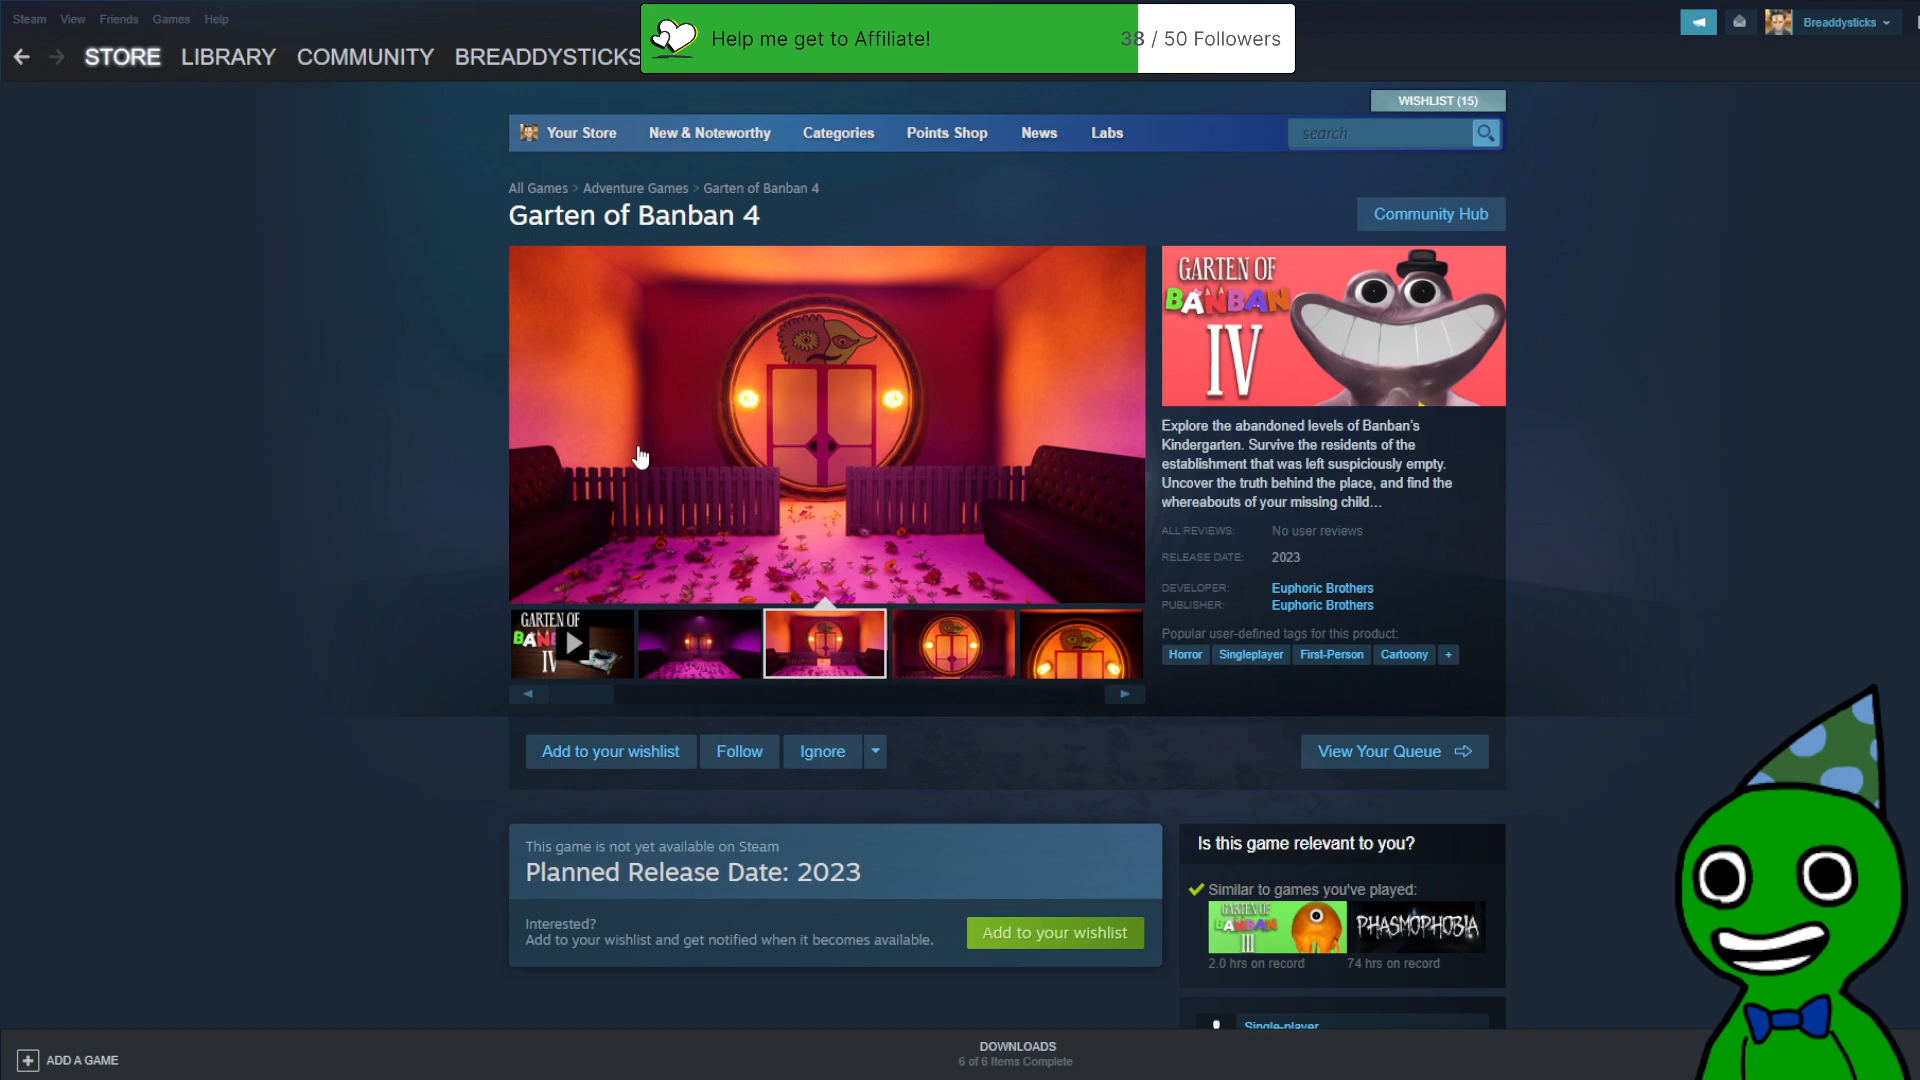 Steam View Friends Games Help
Help me get to Affiliate!
38 / 50 Followers
Breaddysticks
STORE LIBRARY COMMUNITY BREADDYSTICKS
WISHLIST (15)
Your Store New & Noteworthy Categories Points Shop News Labs
search
All Games > Adventure Games > Garten of Banban 4
Garten of Banban 4
Community Hub
GARTEN OF
BANBAN
IV
Explore the abandoned levels of Banban's
Kindergarten. Survive the residents of the
establishment that was left suspiciously empty.
Uncover the truth behind the place, and find the
whereabouts of your missing child...
ALL REVIEWS: No user reviews
RELEASE DATE: 2023
DEVELOPER: Euphoric Brothers
PUBLISHER: Euphoric Brothers
Popular user-defined tags for this product:
Horror Singleplayer First-Person Cartoony +
GARTEN OF
IV
Add to your wishlist Follow Ignore
View Your Queue
This game is not yet available on Steam
Planned Release Date: 2023
Interested?
Add to your wishlist and get notified when it becomes available.
Add to your wishlist
Is this game relevant to you?
Similar to games you've played:
GARTEN OF
BANBAN
III
PHASMOPHOBIA
2.0 hrs on record 74 hrs on record
Single-player
ADD A GAME
DOWNLOADS
6 of 6 Items Complete